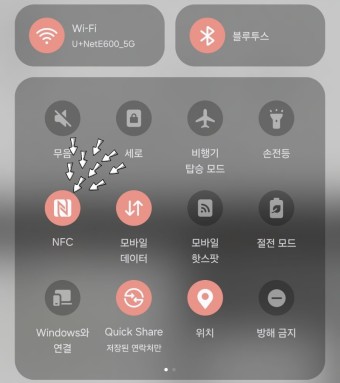 Wi-Fi
U+NetE600_5G
블루투스
무음
세로
비행기
탑승 모드
손전등
NFC
모바일
데이터
모바일
핫스팟
절전 모드
Windows와
연결
Quick Share
저장된 연락처만
위치
방해 금지